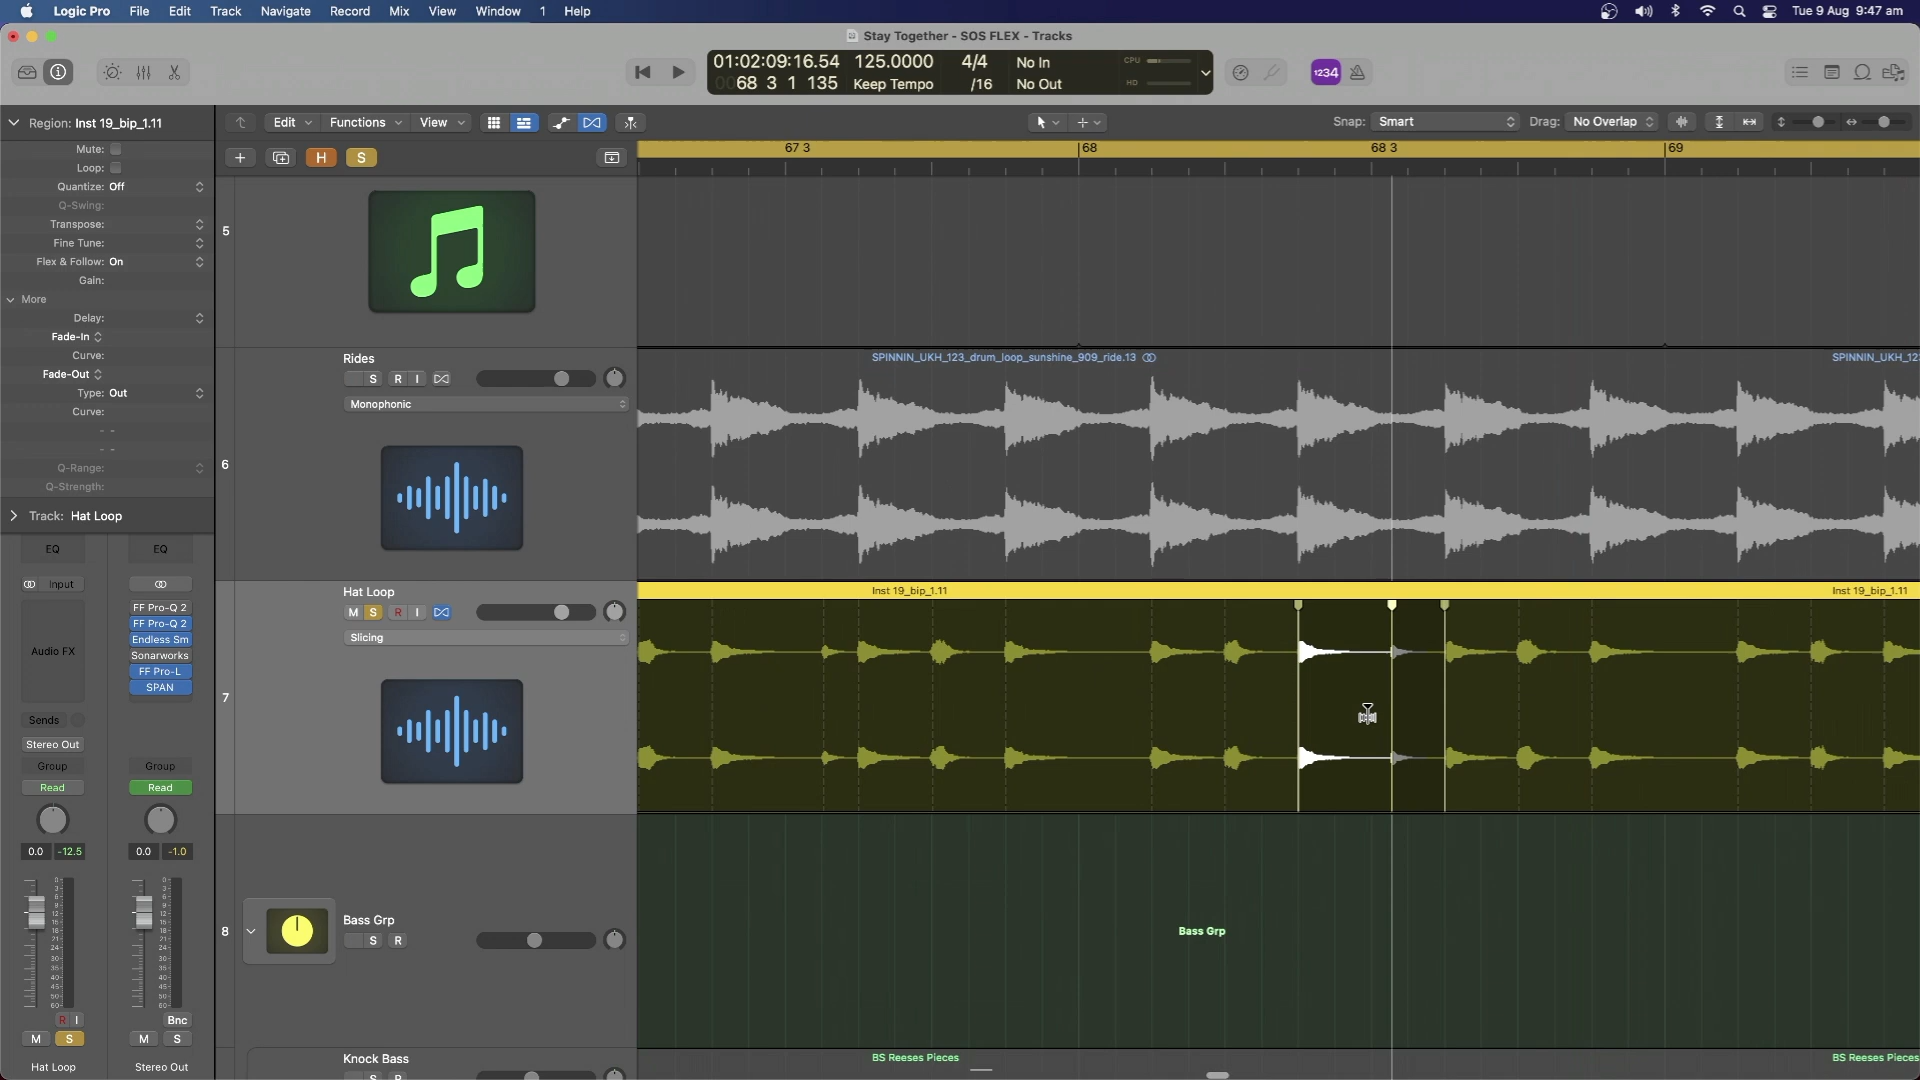 Logic Pro File Edit Track Navigate Record Mix View Window 1 Help Tue 9 Aug 9:47 am
Stay Together - SOS FLEX - Tracks
01:02:09:16.54 125.0000 4/4 No In CPU
0068 3 1 135 Keep Tempo /16 No Out HD
1234
Region: Inst 19_bip_1.11
Edit Functions View Snap: Smart Drag: No Overlap
Mute:
Loop:
Quantize: Off
Q-Swing:
Transpose:
Fine Tune:
Flex & Follow: On
Gain:
More
Delay:
Fade-In
Curve:
Fade-Out
Type: Out
Curve:
- -
- -
Q-Range:
Q-Strength:
Track: Hat Loop
H S
67 3 68 68 3 69
5
Rides
S R I
Monophonic
6
SPINNIN_UKH_123_drum_loop_sunshine_909_ride.13
SPINNIN_UKH_12
Hat Loop
M S R I
Slicing
7
Inst 19_bip_1.11
Inst 19_bip_1.11
8
Bass Grp
S R
Bass Grp
Knock Bass
S R
BS Reeses Pieces
BS Reeses Pieces
EQ EQ
Input
Audio FX
FF Pro-Q 2
FF Pro-Q 2
Endless Sm
Sonarworks
FF Pro-L
SPAN
Sends
Stereo Out
Group Group
Read Read
0.0 -12.5 0.0 -1.0
R I Bnc
M S M S
Hat Loop Stereo Out